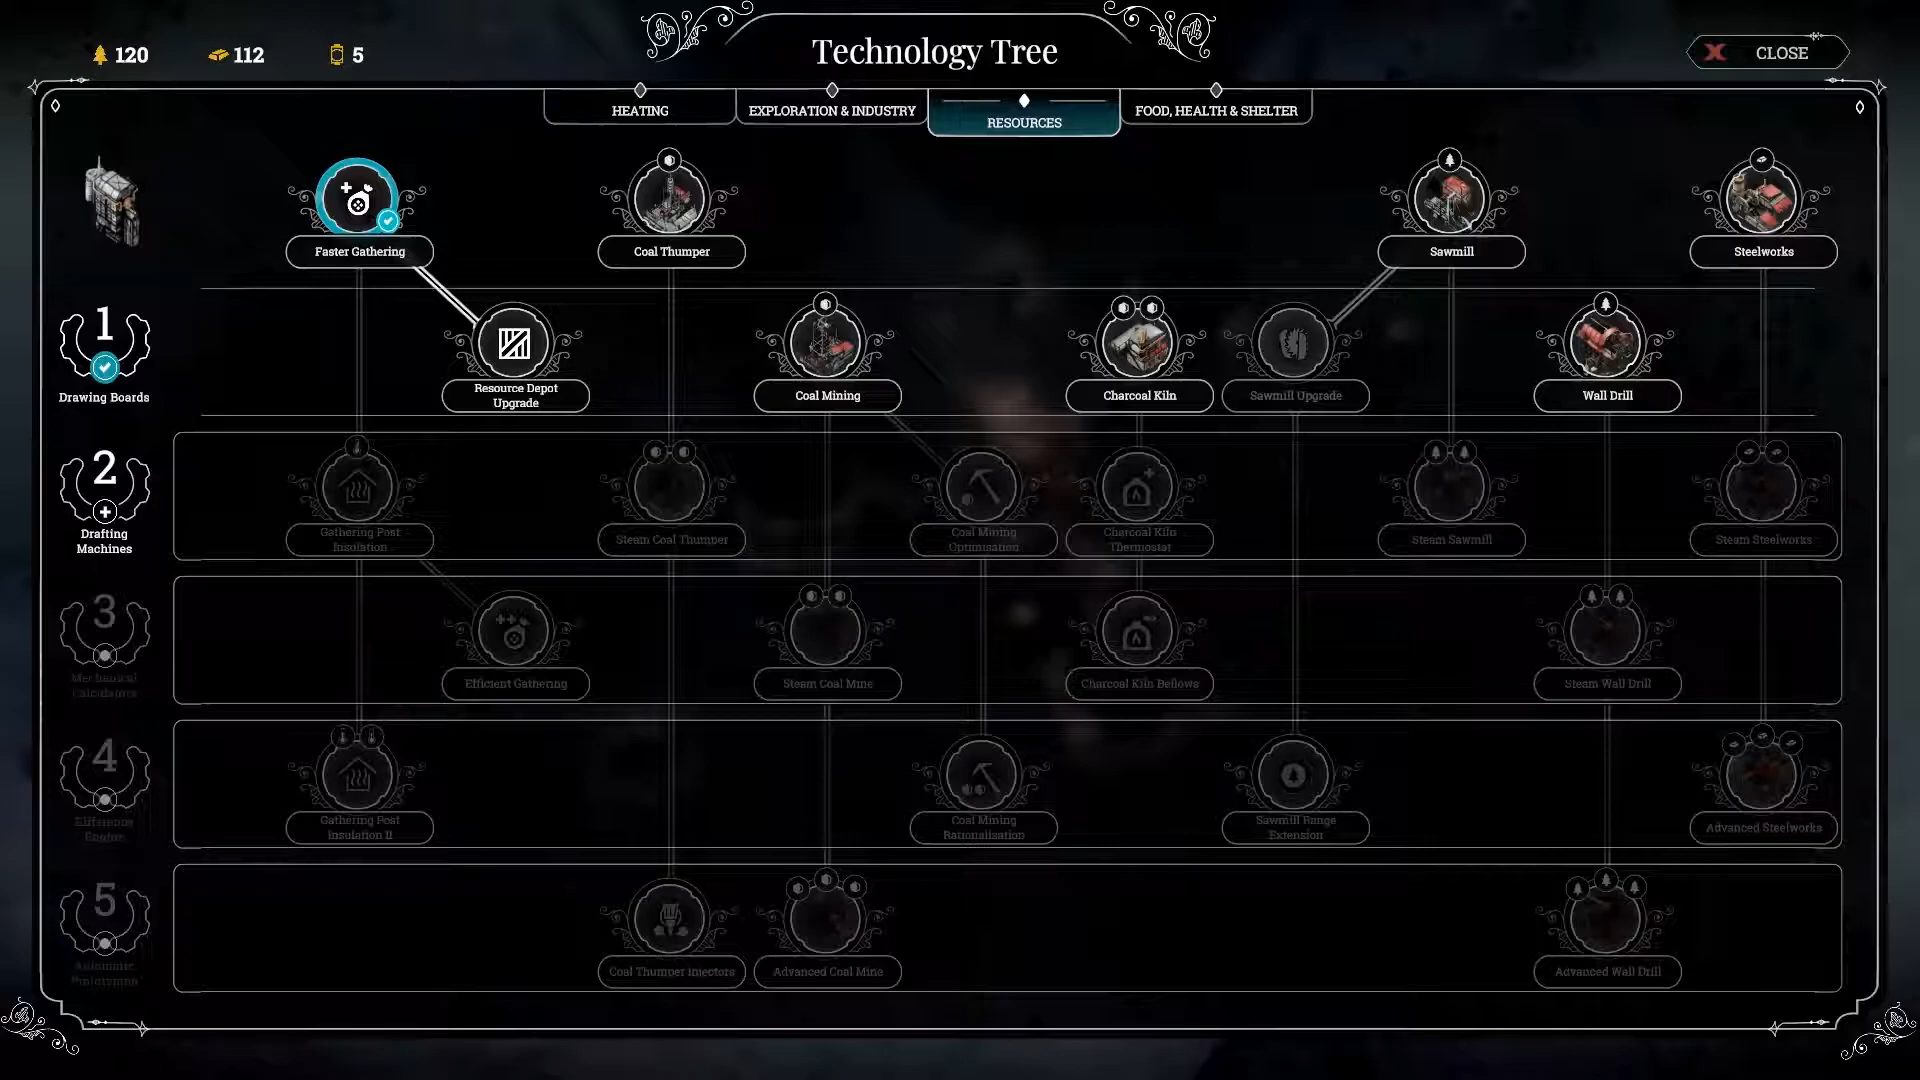 120 112 5
Technology Tree
CLOSE
HEATING
EXPLORATION & INDUSTRY
RESOURCES
FOOD, HEALTH & SHELTER
Faster Gathering
Coal Thumper
Sawmill
Steelworks
1
Drawing Boards
Resource Depot
Upgrade
Coal Mining
Charcoal Kiln
Sawmill Upgrade
Wall Drill
2
Drafting
Machines
Gathering Post
Insulation
Steam Coal Thumper
Coal Mining
Optimisation
Charcoal Kiln
Thermostat
Steam Sawmill
Steam Steelworks
3
Mechanical
Calculators
Efficient Gathering
Steam Coal Mine
Charcoal Kiln Bellows
Steam Wall Drill
4
Difference
Engine
Gathering Post
Insulation II
Coal Mining
Rationalisation
Sawmill Range
Extension
Advanced Steelworks
5
Coal Thumper Injectors
Advanced Coal Mine
Advanced Wall Drill